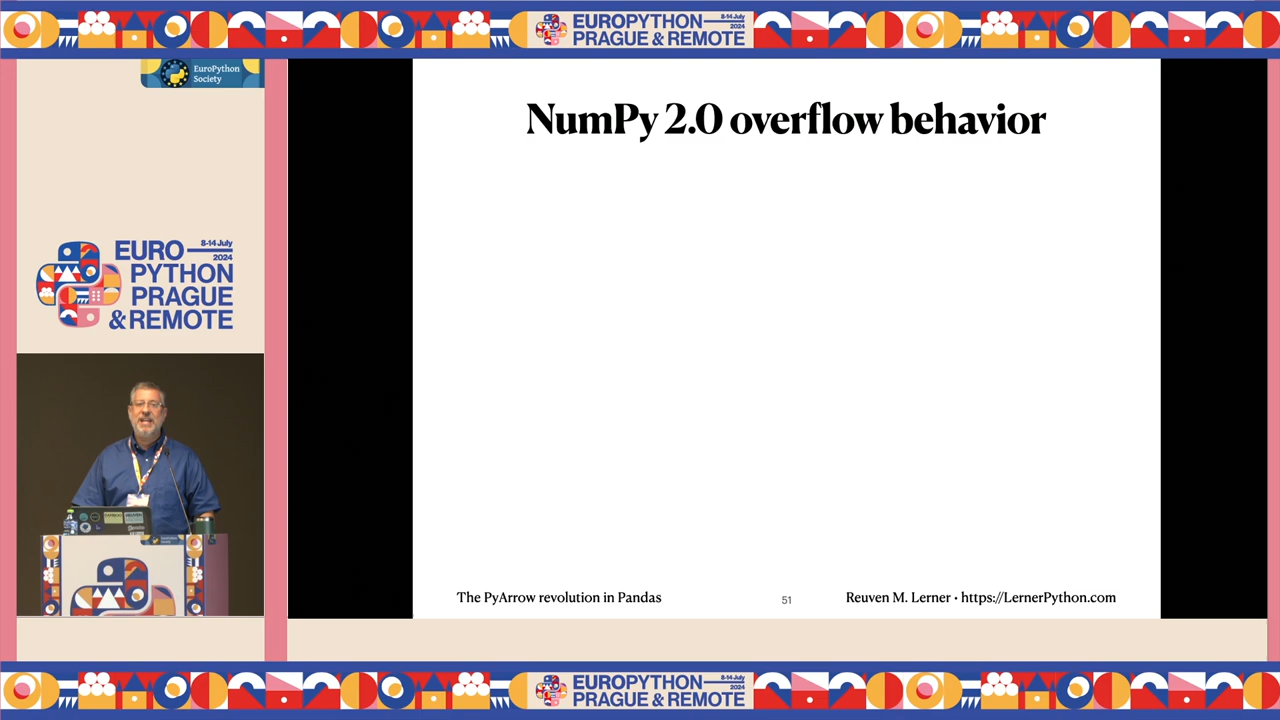 EUROPYTHON
8-14 July
2024
PRAGUE & REMOTE
EuroPython
Society
NumPy 2.0 overflow behavior
EURO
8-14 July
2024
PYTHON
PRAGUE
& REMOTE
The PyArrow revolution in Pandas
51
Reuven M. Lerner • https://LernerPython.com
EUROPYTHON
8-14 July
2024
PRAGUE & REMOTE